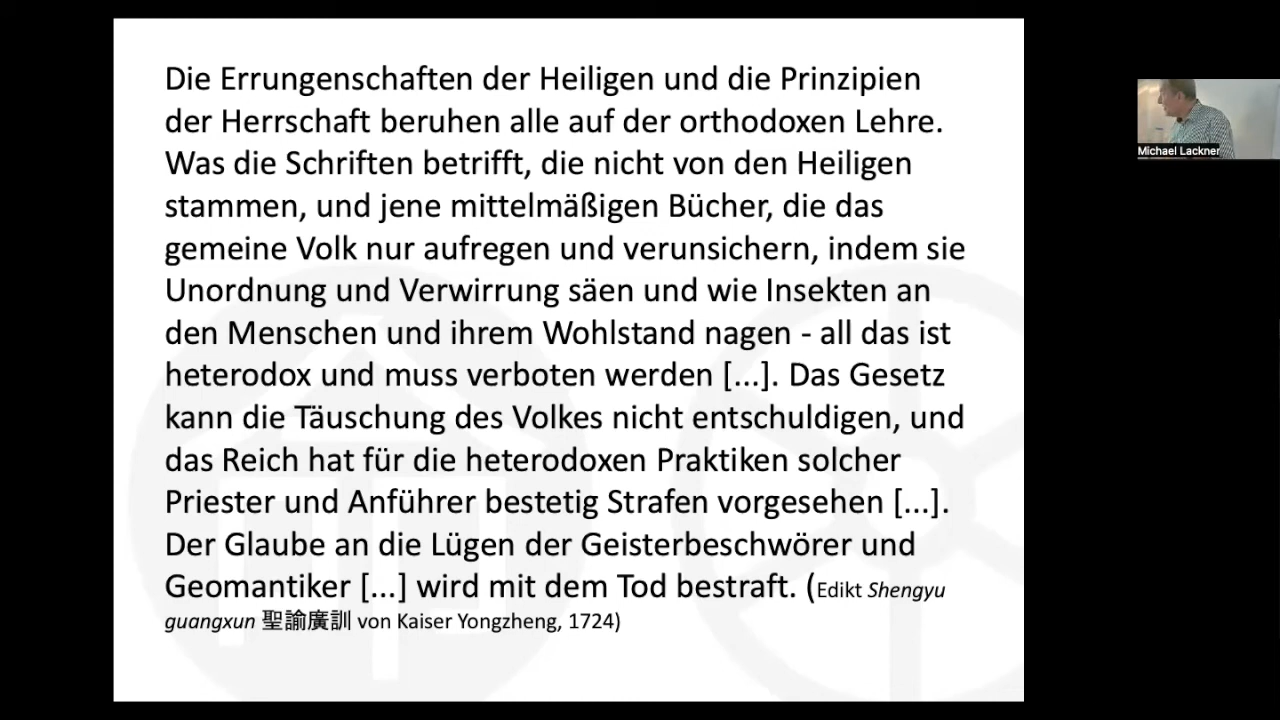 Die Errungenschaften der Heiligen und die Prinzipien
der Herrschaft beruhen alle auf der orthodoxen Lehre.
Was die Schriften betrifft, die nicht von den Heiligen
stammen, und jene mittelmäßigen Bücher, die das
gemeine Volk nur aufregen und verunsichern, indem sie
Unordnung und Verwirrung säen und wie Insekten an
den Menschen und ihrem Wohlstand nagen - all das ist
heterodox und muss verboten werden [...]. Das Gesetz
kann die Täuschung des Volkes nicht entschuldigen, und
das Reich hat für die heterodoxen Praktiken solcher
Priester und Anführer bestetig Strafen vorgesehen [...].
Der Glaube an die Lügen der Geisterbeschwörer und
Geomantiker [...] wird mit dem Tod bestraft. (Edikt Shengyu
guangxun 聖諭廣訓 von Kaiser Yongzheng, 1724)
Michael Lackner